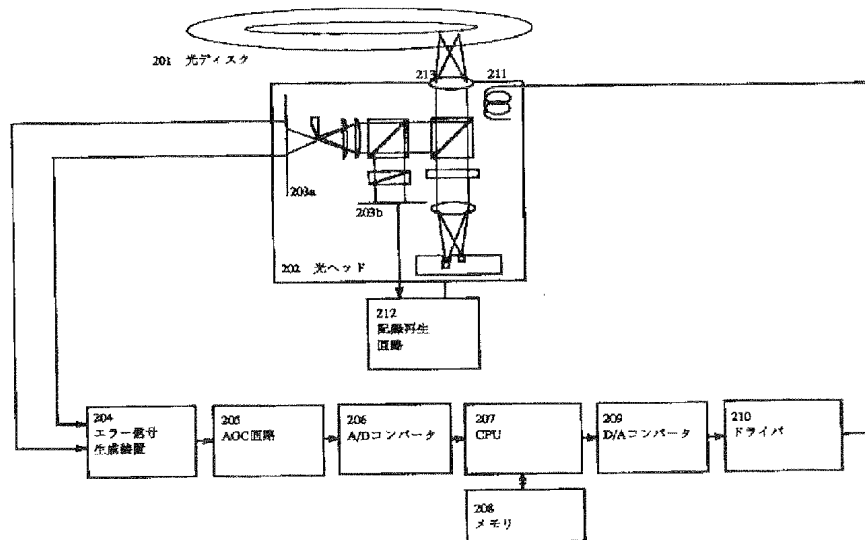 201 光ディスク
213
211
203a
203b
202 光ヘッド
212
記録再生
回路
204
エラー信号
生成装置
205
AGC回路
206
A/Dコンバータ
207
CPU
209
D/Aコンバータ
210
ドライバ
208
メモリ